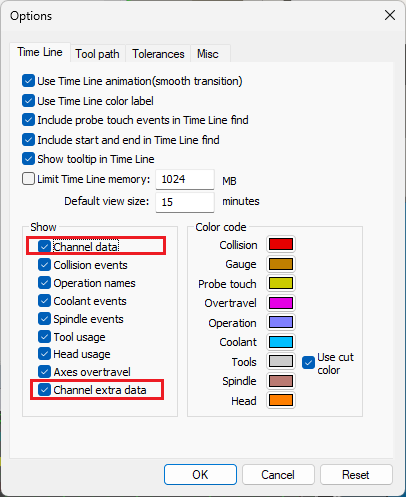 Options
Time Line Tool path Tolerances Misc
Use Time Line animation(smooth transition)
Use Time Line color label
Include probe touch events in Time Line find
Include start and end in Time Line find
Show tooltip in Time Line
Limit Time Line memory: 1024 MB
Default view size: 15 minutes
Show
Channel data
Collision events
Operation names
Coolant events
Spindle events
Tool usage
Head usage
Axes overtravel
Channel extra data
Color code
Collision
Gauge
Probe touch
Overtravel
Operation
Coolant
Tools
Use cut
color
Spindle
Head
OK Cancel Reset